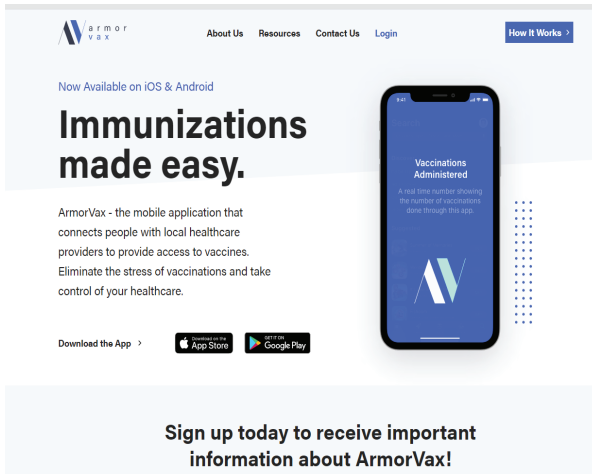 armor
vax
About Us Resources Contact Us Login
How It Works >
Now Available on iOS & Android
Immunizations
made easy.
ArmorVax - the mobile application that
connects people with local healthcare
providers to provide access to vaccines.
Eliminate the stress of vaccinations and take
control of your healthcare.
Download the App >
Download on the
App Store
GET IT ON
Google Play
9:41
Vaccinations
Administered
A real time number showing
the number of vaccinations
done through this app.
Sign up today to receive important
information about ArmorVax!